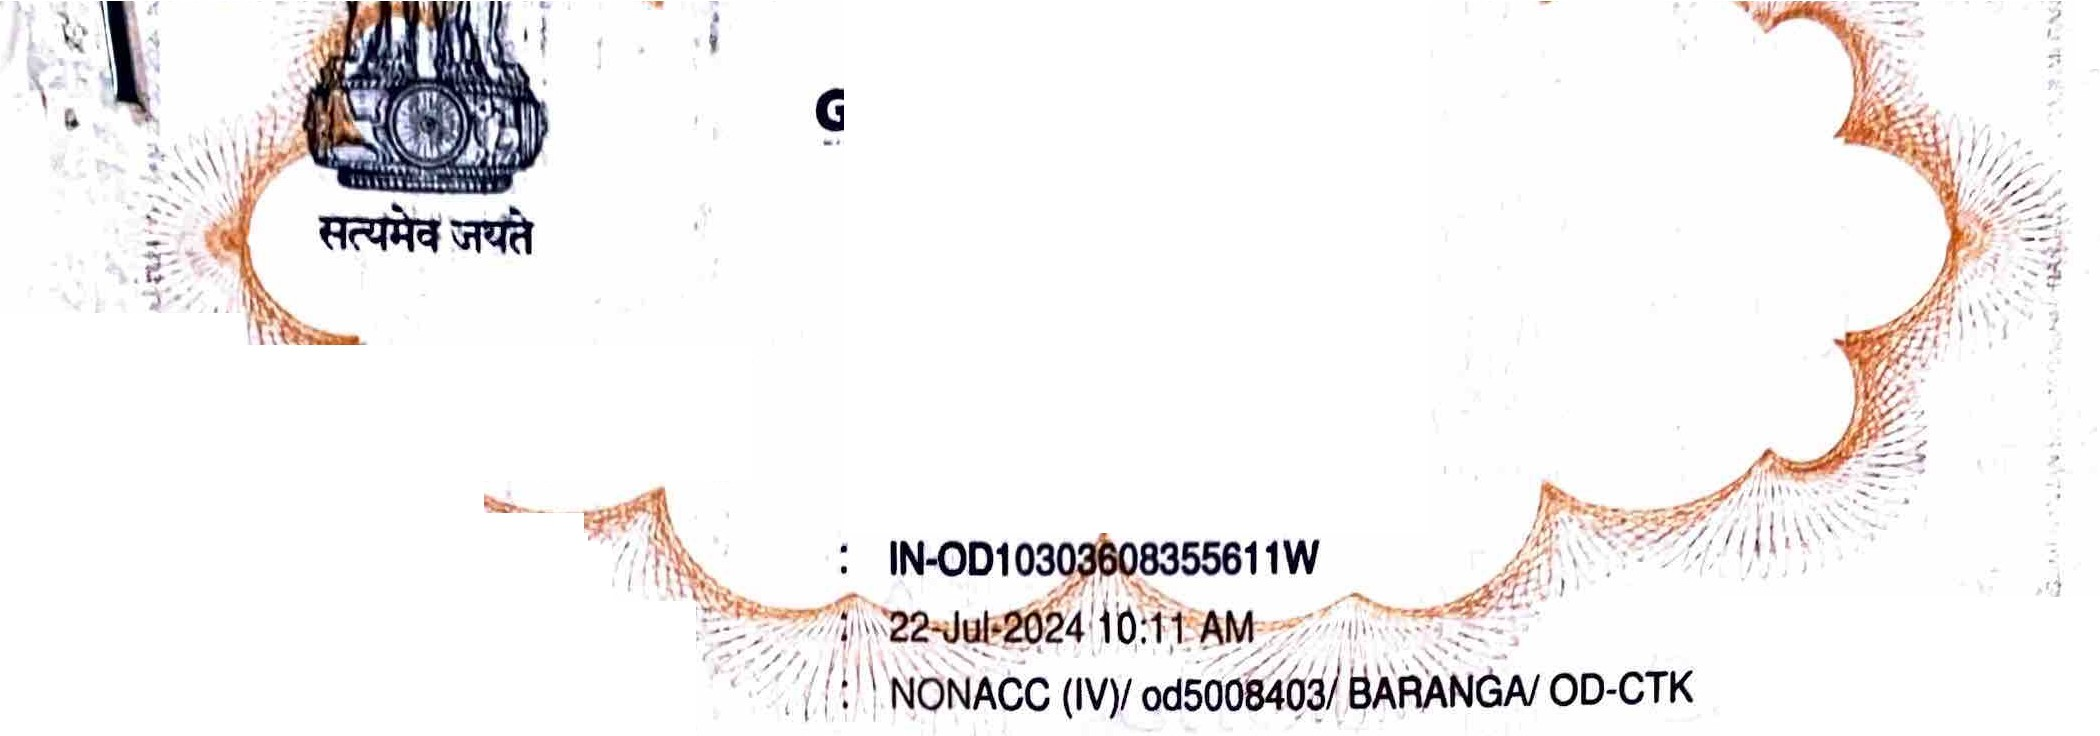 सत्यमेव जयते
G
: IN-OD10303608355611W
: 22-Jul-2024 10:11 AM
: NONACC (IV)/ od5008403/ BARANGA/ OD-CTK